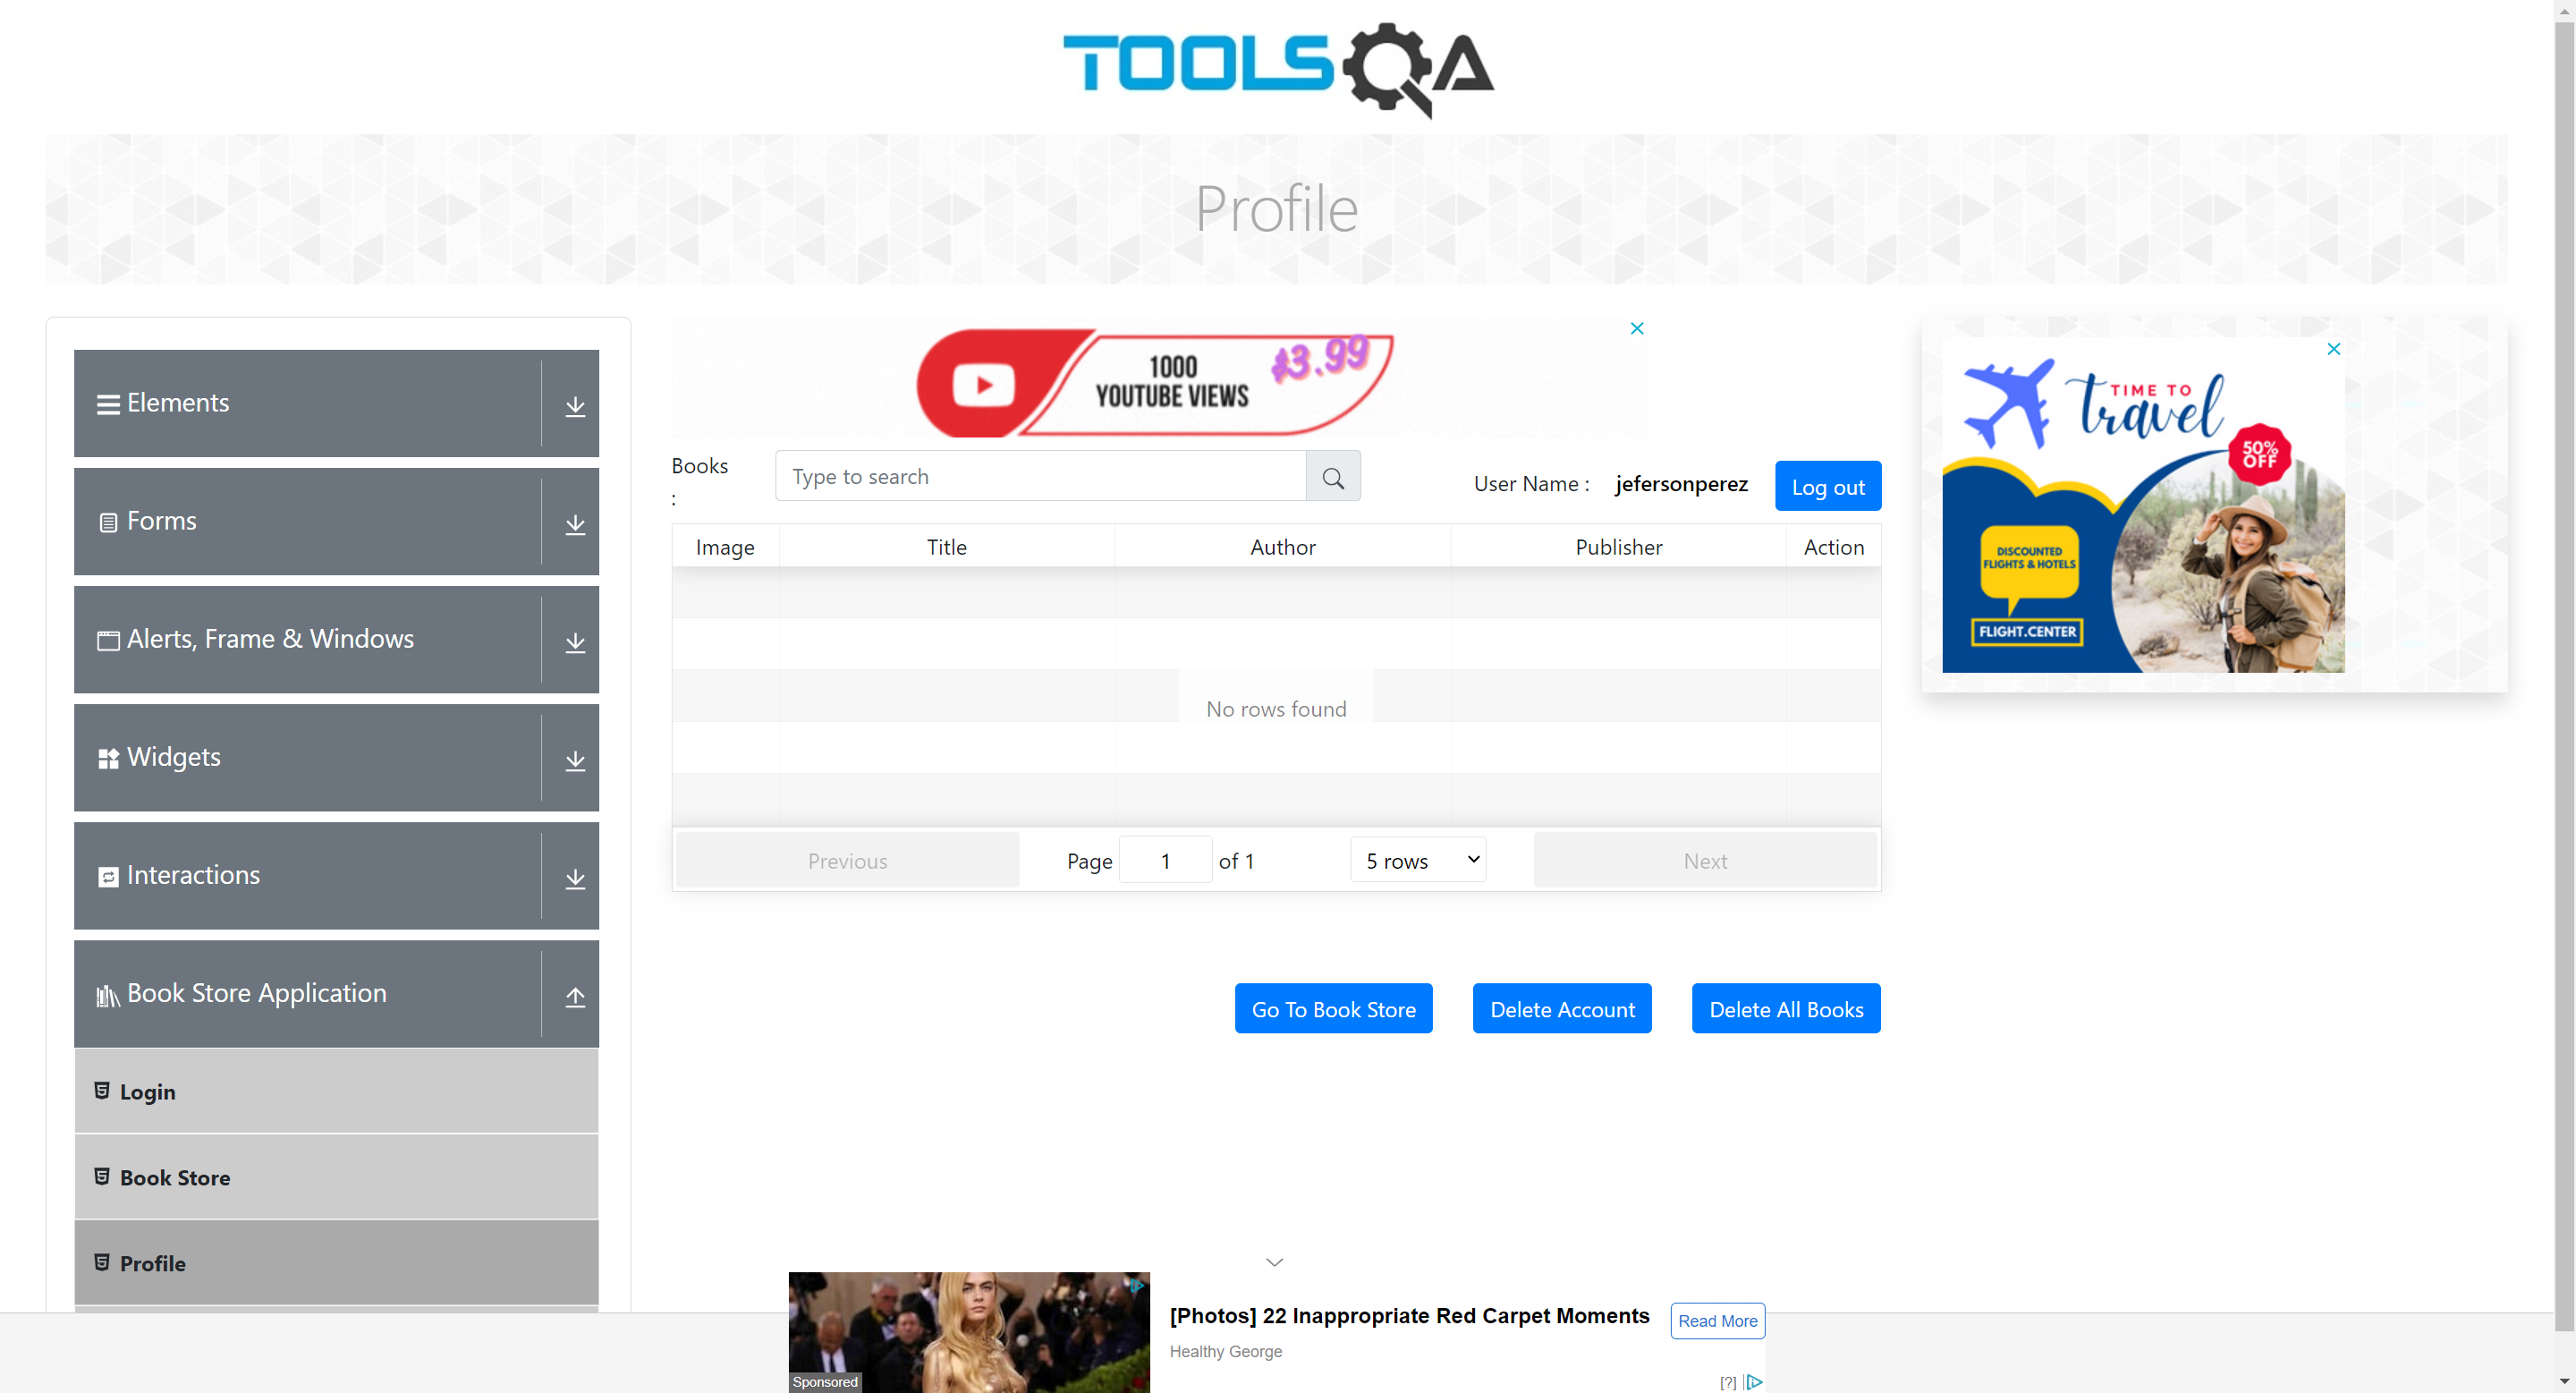 TOOLSQA
Profile
Elements
Forms
Alerts, Frame & Windows
Widgets
Interactions
Book Store Application
Login
Book Store
Profile
1000
YOUTUBE VIEWS
$3.99
Books
:
Type to search
User Name :
jefersonperez
Log out
Image Title Author Publisher Action
No rows found
Previous
Page 1 of 1
5 rows
Next
Go To Book Store
Delete Account
Delete All Books
TIME TO
travel
50%
OFF
DISCOUNTED
FLIGHTS & HOTELS
FLIGHT.CENTER
[Photos] 22 Inappropriate Red Carpet Moments
Healthy George
Read More
Sponsored
[?]